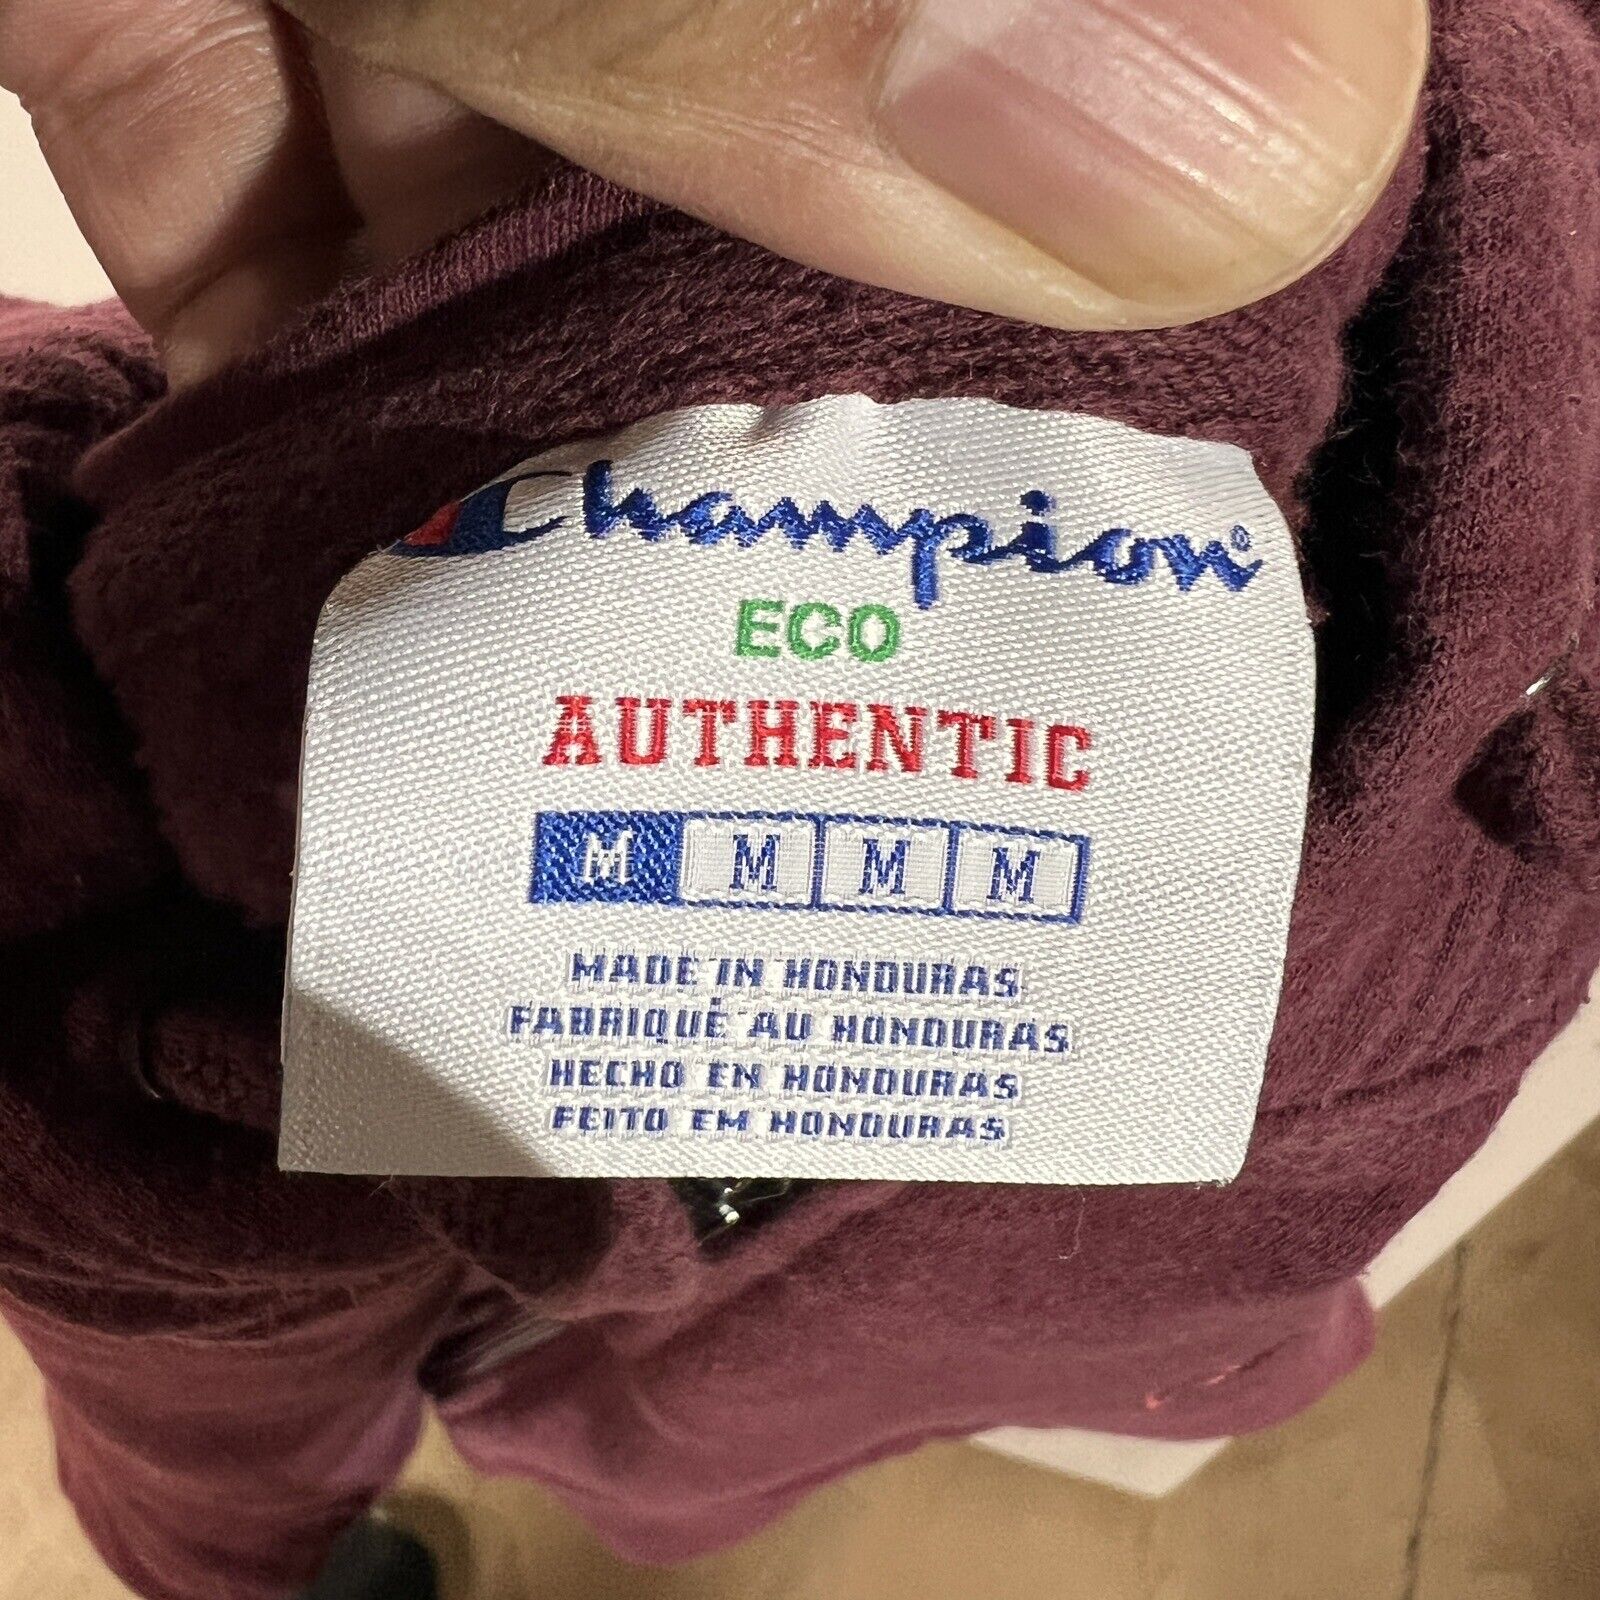 Champion®
ECO
AUTHENTIC
M M M M
MADE IN HONDURAS
FABRIQUÉ AU HONDURAS
HECHO EN HONDURAS
FEITO EM HONDURAS